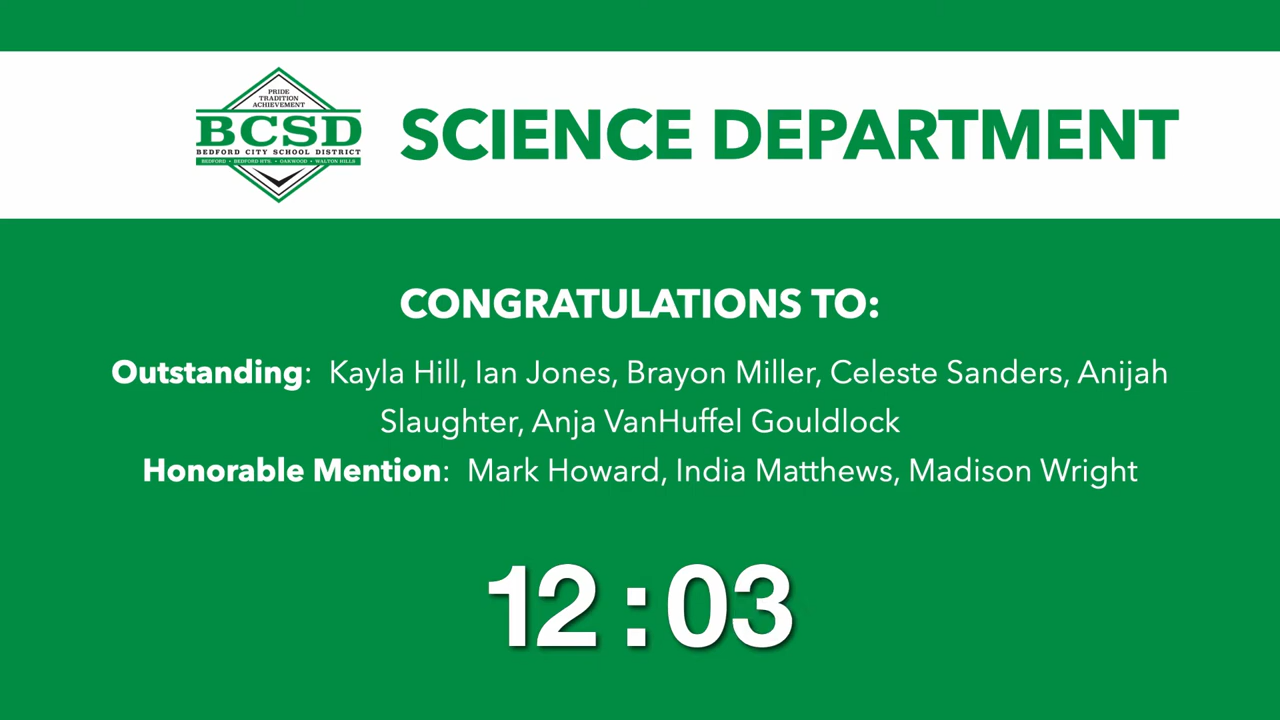 PRIDE
TRADITION
ACHIEVEMENT
BCSD
BEDFORD CITY SCHOOL DISTRICT
BEDFORD • BEDFORD HTS. • OAKWOOD • WALTON HILLS
SCIENCE DEPARTMENT
CONGRATULATIONS TO:
Outstanding: Kayla Hill, Ian Jones, Brayon Miller, Celeste Sanders, Anijah
Slaughter, Anja VanHuffel Gouldlock
Honorable Mention: Mark Howard, India Matthews, Madison Wright
12:03